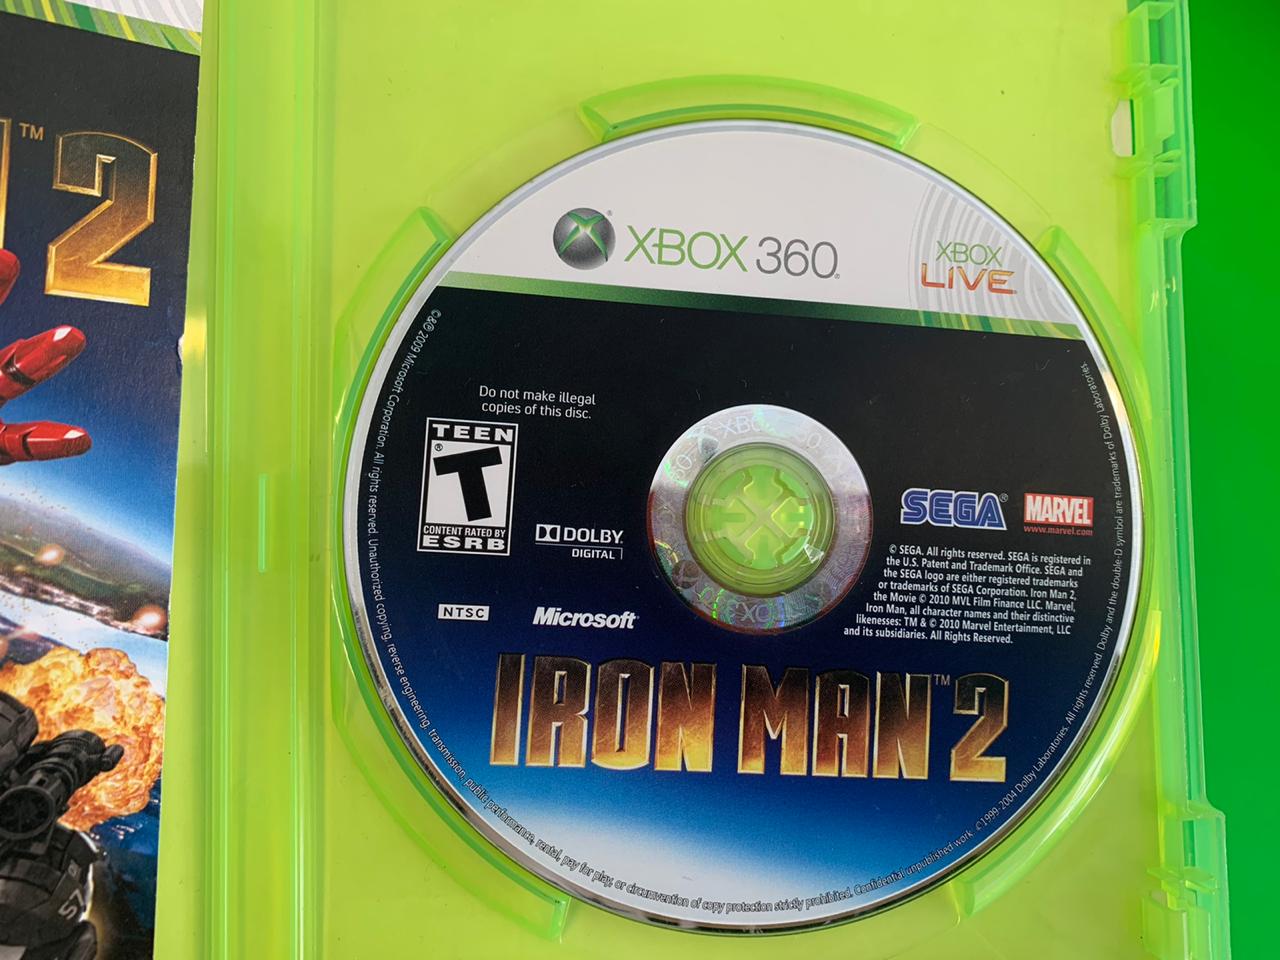 ™ 2
XBOX 360®
XBOX
LIVE
Do not make illegal
copies of this disc.
TEEN
T
CONTENT RATED BY
ESRB
DOLBY
DIGITAL
NTSC
Microsoft®
SEGA®
MARVEL
www.marvel.com
© SEGA. All rights reserved. SEGA is registered in
the U.S. Patent and Trademark Office. SEGA and
the SEGA logo are either registered trademarks
or trademarks of SEGA Corporation. Iron Man 2,
the Movie © 2010 MVL Film Finance LLC. Marvel,
Iron Man, all character names and their distinctive
likenesses: TM & © 2010 Marvel Entertainment, LLC
and its subsidiaries. All Rights Reserved.
IRON MAN™ 2
©&℗ 2009 Microsoft Corporation. All rights reserved. Unauthorized copying, reverse engineering, transmission, public performance, rental, pay for play, or circumvention of copy protection strictly prohibited. Confidential unpublished work. ©1999-2004 Dolby Laboratories. All rights reserved. Dolby and the double-D symbol are trademarks of Dolby Laboratories.